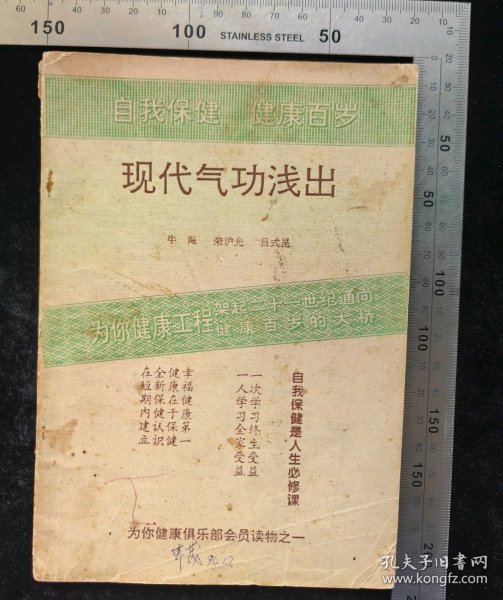 150 100 STAINLESS STEEL 50
自我保健 健康百岁
现代气功浅出
牛 荣沪光 吕式昆
为你健康工程 架起二十一世纪通向 健康百岁的大桥
自我保健是人生必修课
一次学习终生受益
一人学习全家受益
幸福健康第一
健康在于保健
全新保健认识
在短期内建立
为你健康俱乐部会员读物之一
94.12
孔夫子旧书网
www.kongfz.com
50
100
150